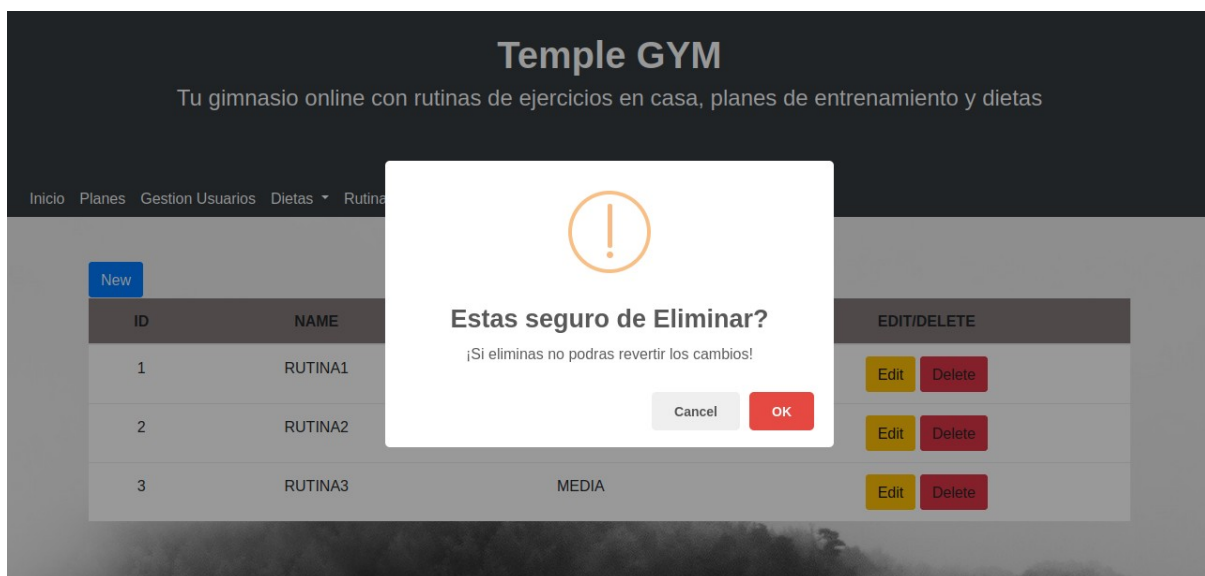 Temple GYM
Tu gimnasio online con rutinas de ejercicios en casa, planes de entrenamiento y dietas
Inicio Planes Gestion Usuarios Dietas
New
ID NAME EDIT/DELETE
1 RUTINA1 Edit Delete
2 RUTINA2 Edit Delete
3 RUTINA3 MEDIA Edit Delete
Estas seguro de Eliminar?
¡Si eliminas no podras revertir los cambios!
Cancel OK